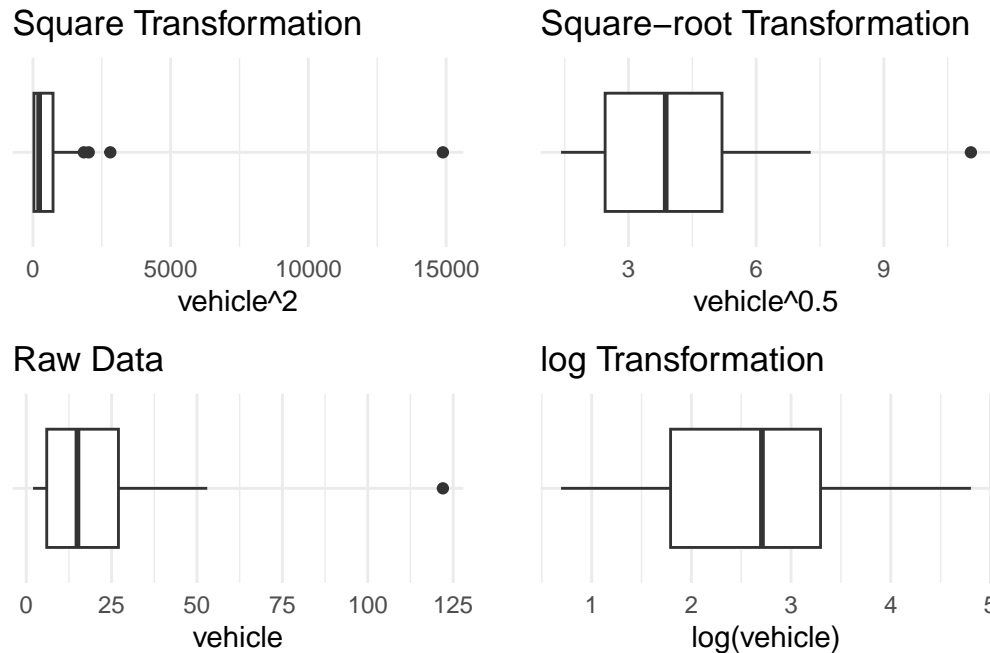 Square Transformation
0 5000 10000 15000
vehicle^2
Square−root Transformation
3 6 9
vehicle^0.5
Raw Data
0 25 50 75 100 125
vehicle
log Transformation
1 2 3 4 5
log(vehicle)